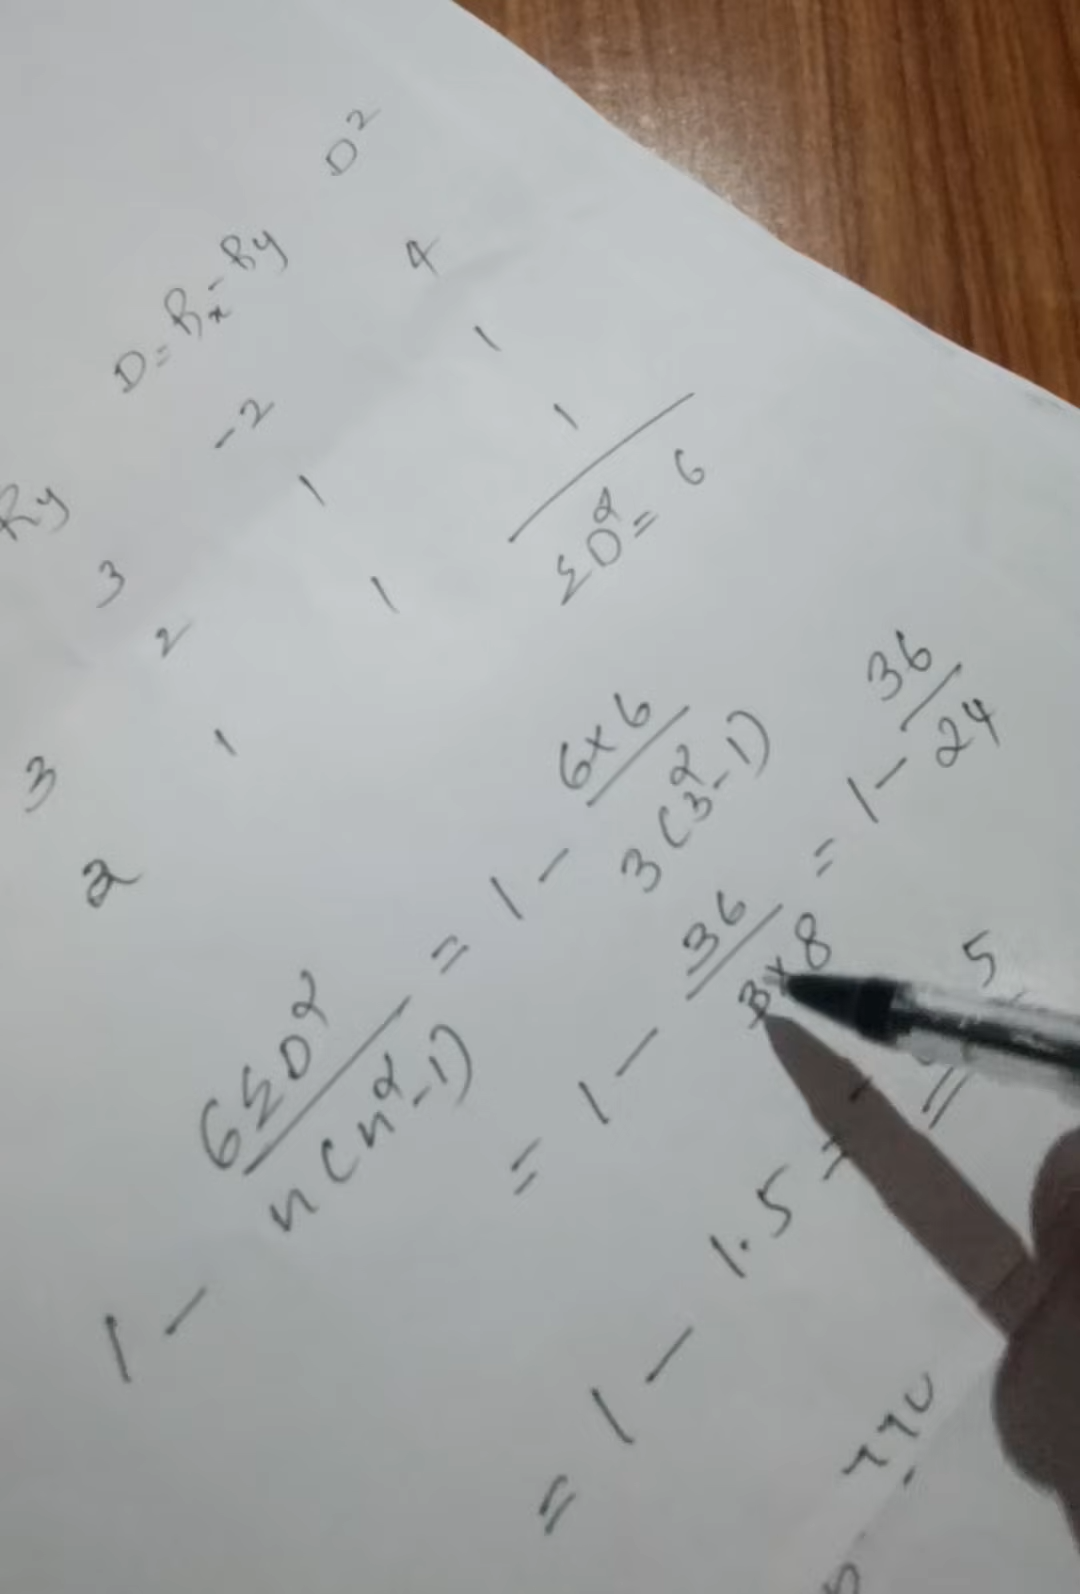 Ry D=Rx-Ry D²
3 -2 4
3 2 1 1
2 1 1 1
ΣD²= 6
1 - 6ΣD²/n(n²-1) = 1 - 6×6/3(3²-1)
= 1 - 36/3×8 = 1 - 36/24
= 1 - 1.5 = 5